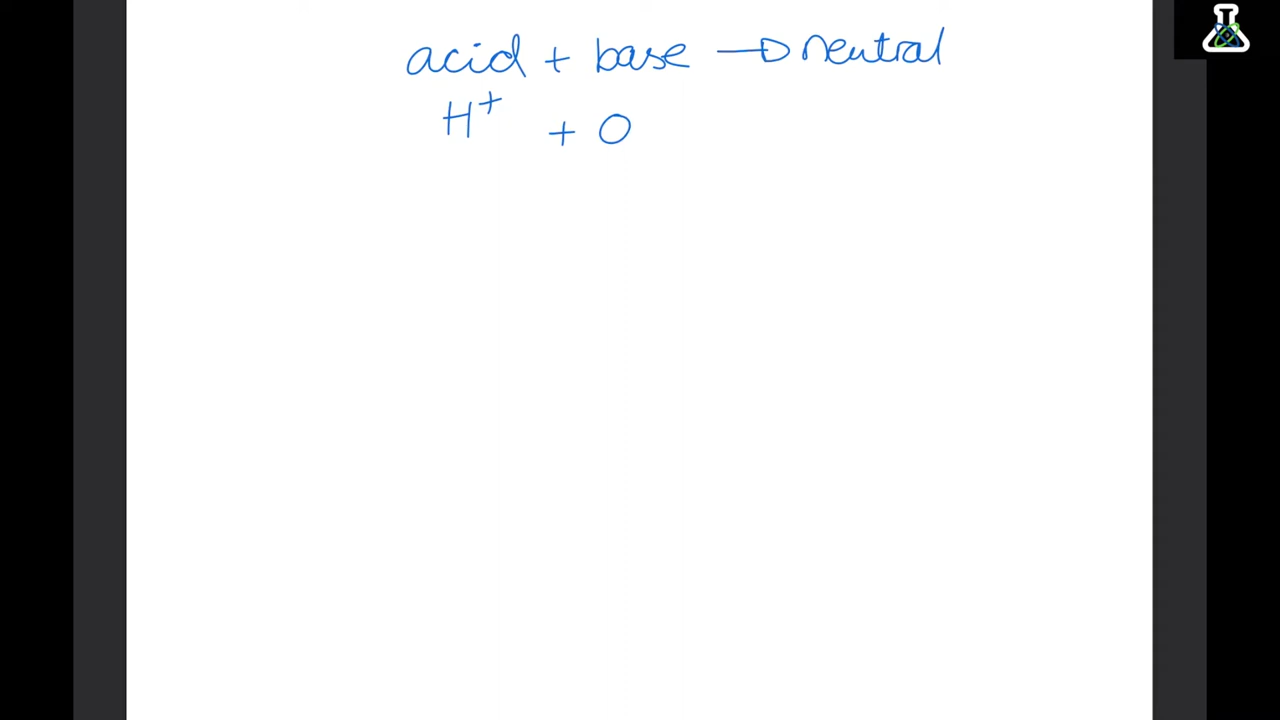 acid + base → neutral
H⁺ + O